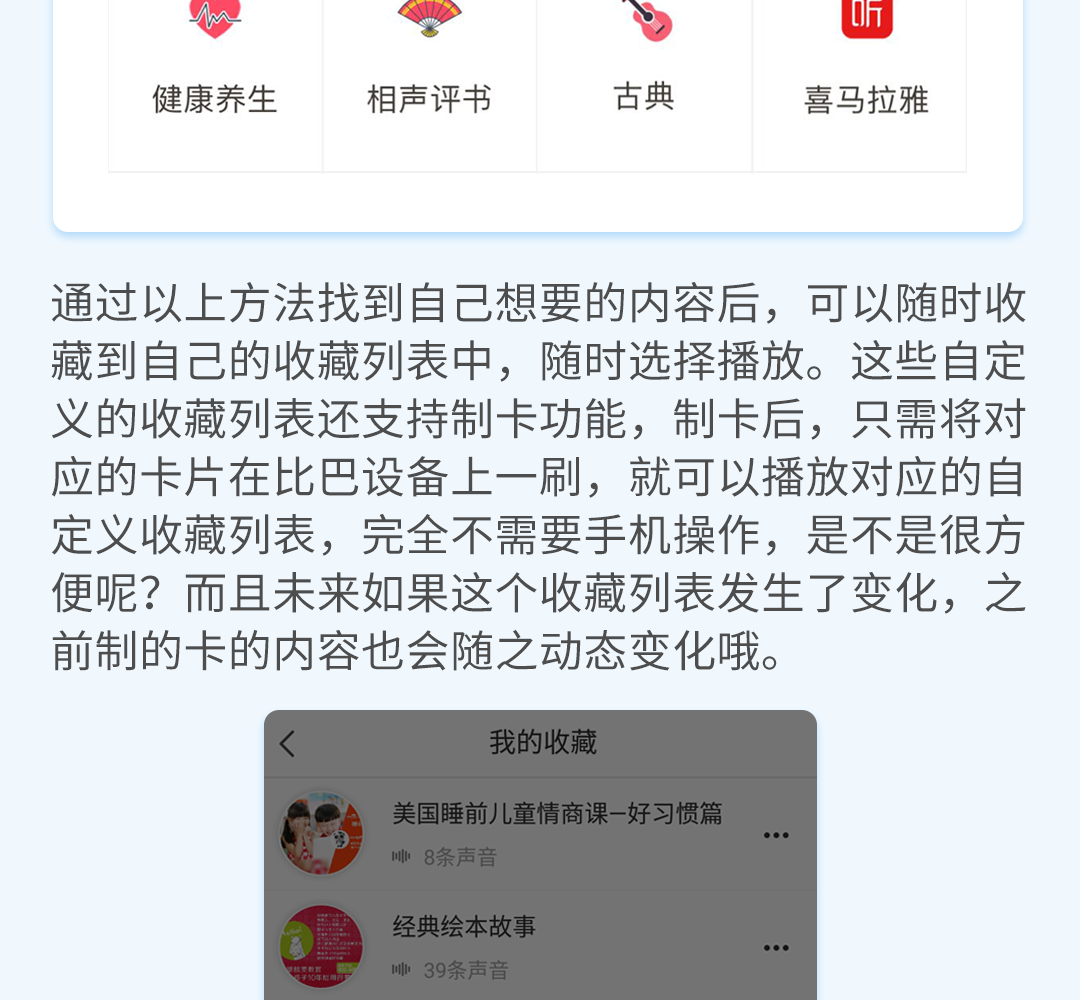 听
健康养生 相声评书 古典 喜马拉雅
通过以上方法找到自己想要的内容后，可以随时收
藏到自己的收藏列表中，随时选择播放。这些自定
义的收藏列表还支持制卡功能，制卡后，只需将对
应的卡片在比巴设备上一刷，就可以播放对应的自
定义收藏列表，完全不需要手机操作，是不是很方
便呢？而且未来如果这个收藏列表发生了变化，之
前制的卡的内容也会随之动态变化哦。
我的收藏
美国睡前儿童情商课—好习惯篇
8条声音
经典绘本故事
39条声音